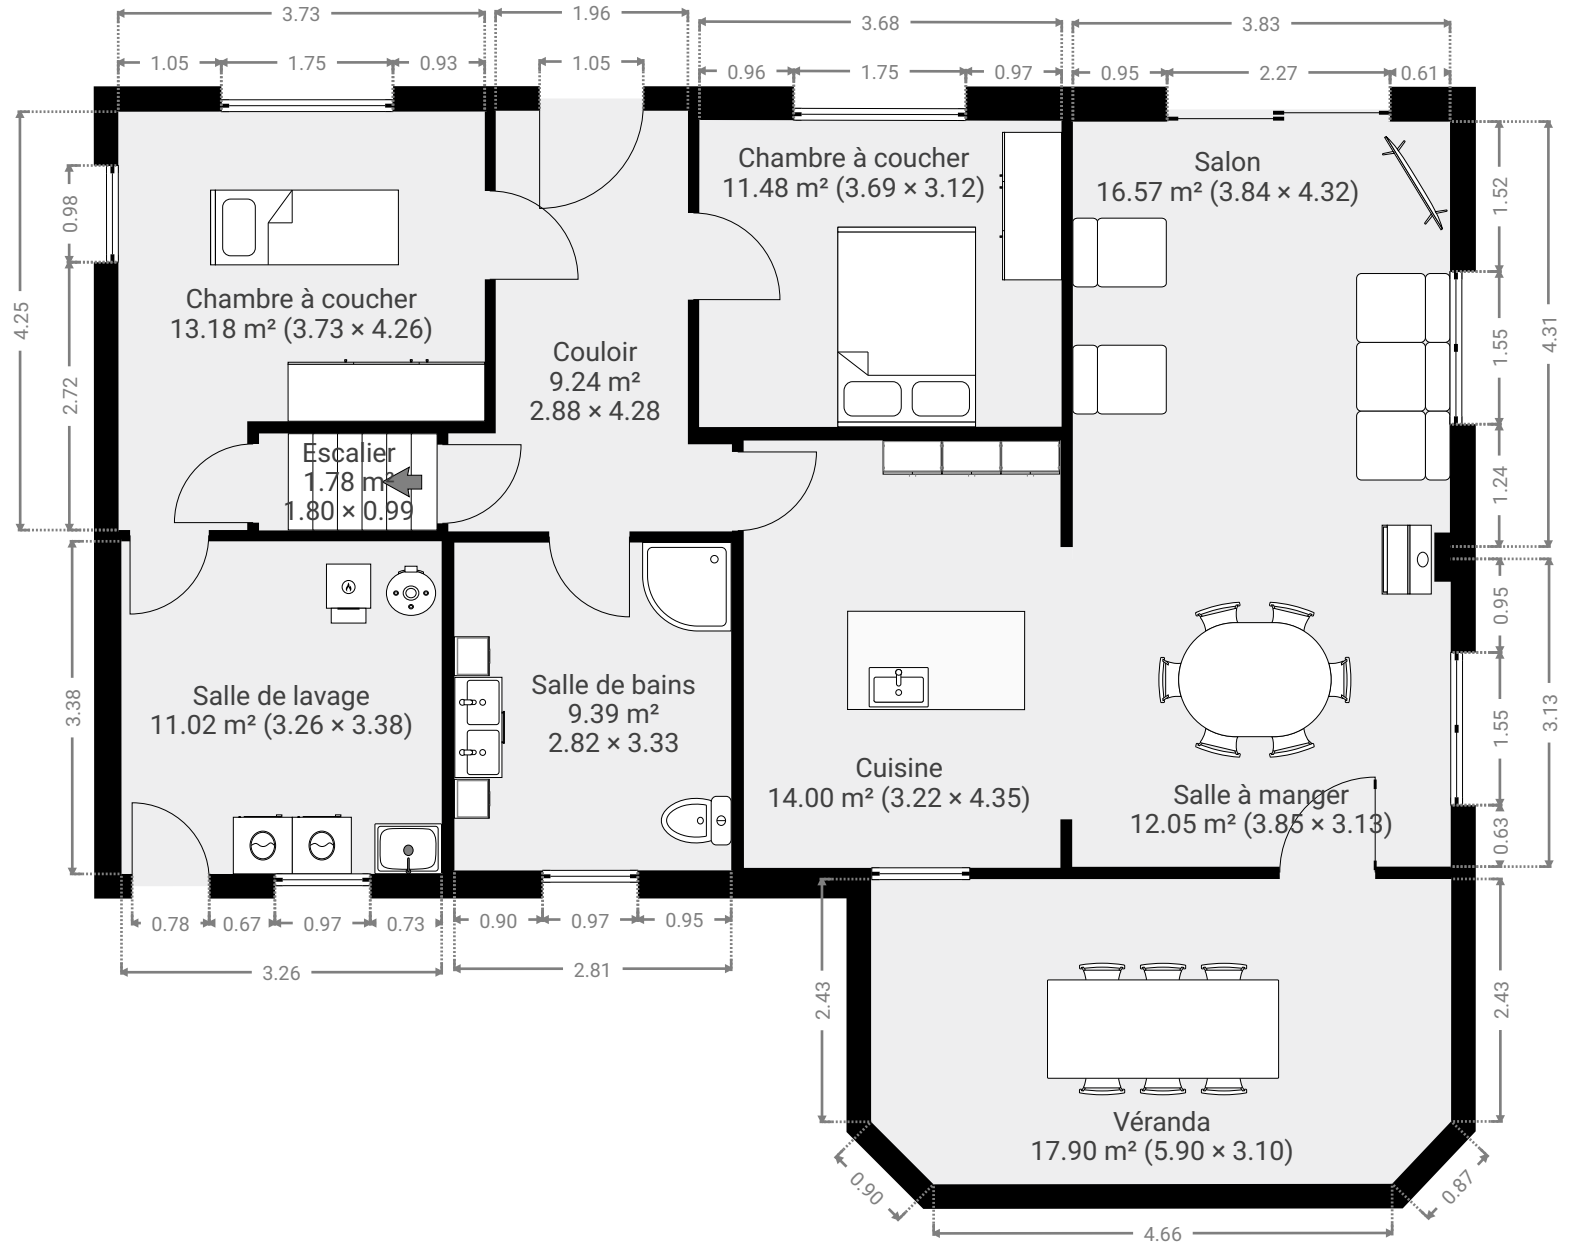 3.73
1.96
3.68
3.83
1.05
1.75
0.93
1.05
0.96
1.75
0.97
0.95
2.27
0.61
Chambre à coucher
11.48 m² (3.69 × 3.12)
Salon
16.57 m² (3.84 × 4.32)
1.52
0.98
Chambre à coucher
13.18 m² (3.73 × 4.26)
4.25
4.31
1.55
Couloir
9.24 m²
2.88 × 4.28
2.72
Escalier
1.78 m²
1.80 × 0.99
1.24
0.95
Salle de lavage
11.02 m² (3.26 × 3.38)
3.38
Salle de bains
9.39 m²
2.82 × 3.33
3.13
1.55
Cuisine
14.00 m² (3.22 × 4.35)
Salle à manger
12.05 m² (3.85 × 3.13)
0.63
0.78
0.67
0.97
0.73
0.90
0.97
0.95
3.26
2.81
2.43
2.43
Véranda
17.90 m² (5.90 × 3.10)
0.90
0.87
4.66